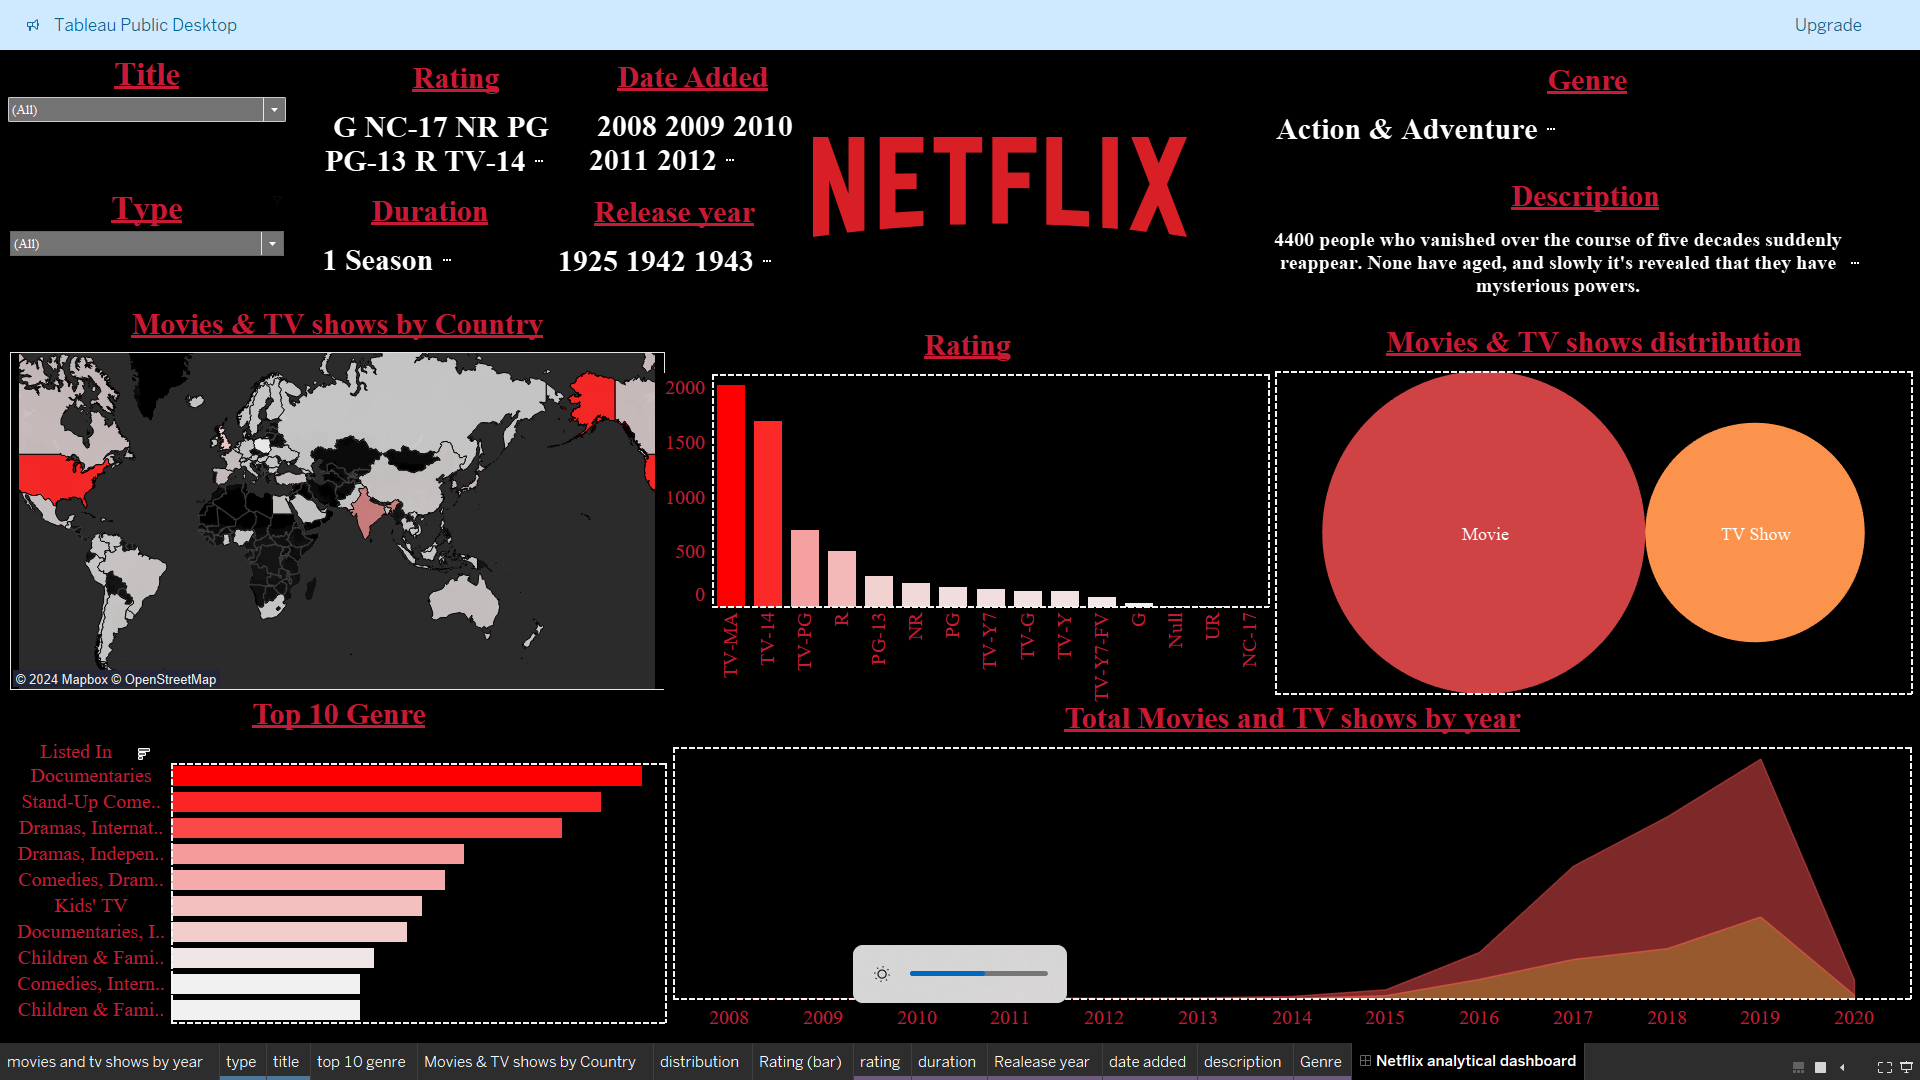 Tableau Public Desktop
Upgrade
Title
(All)
Type
(All)
Rating
G NC-17 NR PG
PG-13 R TV-14 ...
Date Added
2008 2009 2010
2011 2012 ...
Duration
1 Season ...
Release year
1925 1942 1943 ...
NETFLIX
Genre
Action & Adventure ...
Description
4400 people who vanished over the course of five decades suddenly
reappear. None have aged, and slowly it's revealed that they have ...
mysterious powers.
Movies & TV shows by Country
© 2024 Mapbox © OpenStreetMap
Rating
2000
1500
1000
500
0
TV-MA
TV-14
TV-PG
R
PG-13
NR
PG
TV-Y7
TV-G
TV-Y
TV-Y7-FV
G
Null
UR
NC-17
Movies & TV shows distribution
Movie
TV Show
Top 10 Genre
Listed In
Documentaries
Stand-Up Come..
Dramas, Internat..
Dramas, Indepen..
Comedies, Dram..
Kids' TV
Documentaries, I..
Children & Fami..
Comedies, Intern..
Children & Fami..
Total Movies and TV shows by year
2008 2009 2010 2011 2012 2013 2014 2015 2016 2017 2018 2019 2020
movies and tv shows by year type title top 10 genre Movies & TV shows by Country distribution Rating (bar) rating duration Realease year date added description Genre Netflix analytical dashboard